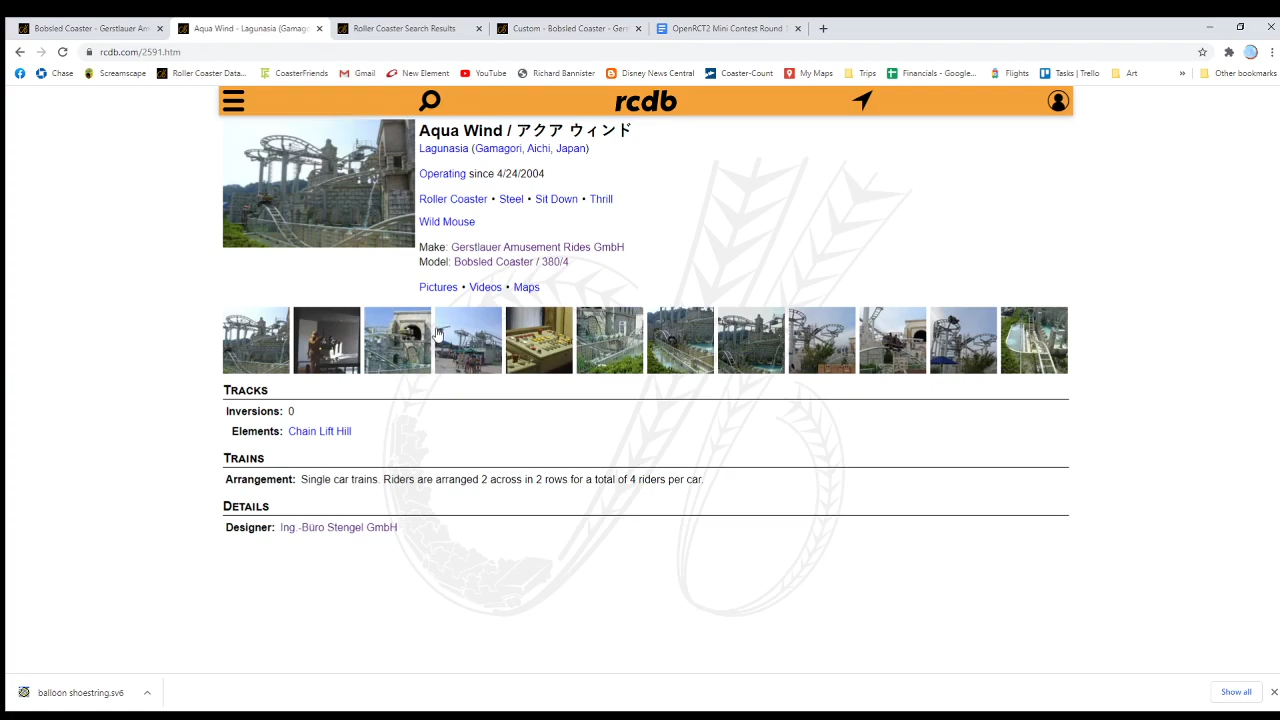 Bobsled Coaster - Gerstlauer Am
Aqua Wind - Lagunasia (Gamago
Roller Coaster Search Results
Custom - Bobsled Coaster - Gers
OpenRCT2 Mini Contest Round
rcdb.com/2591.htm
Chase
Screamscape
Roller Coaster Data...
CoasterFriends
Gmail
New Element
YouTube
Richard Bannister
Disney News Central
Coaster-Count
My Maps
Trips
Financials - Google...
Flights
Tasks | Trello
Art
»
Other bookmarks
rcdb
Aqua Wind / アクア ウィンド
Lagunasia (Gamagori, Aichi, Japan)
Operating since 4/24/2004
Roller Coaster • Steel • Sit Down • Thrill
Wild Mouse
Make: Gerstlauer Amusement Rides GmbH
Model: Bobsled Coaster / 380/4
Pictures • Videos • Maps
Tracks
Inversions: 0
Elements: Chain Lift Hill
Trains
Arrangement: Single car trains. Riders are arranged 2 across in 2 rows for a total of 4 riders per car.
Details
Designer: Ing.-Büro Stengel GmbH
balloon shoestring.sv6
Show all